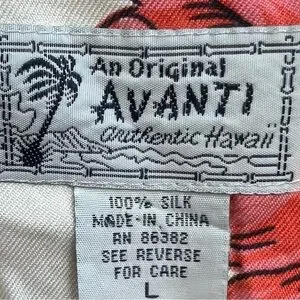 An Original
AVANTI
authentic Hawaii
100% SILK
MADE IN CHINA
RN 86382
SEE REVERSE
FOR CARE
L